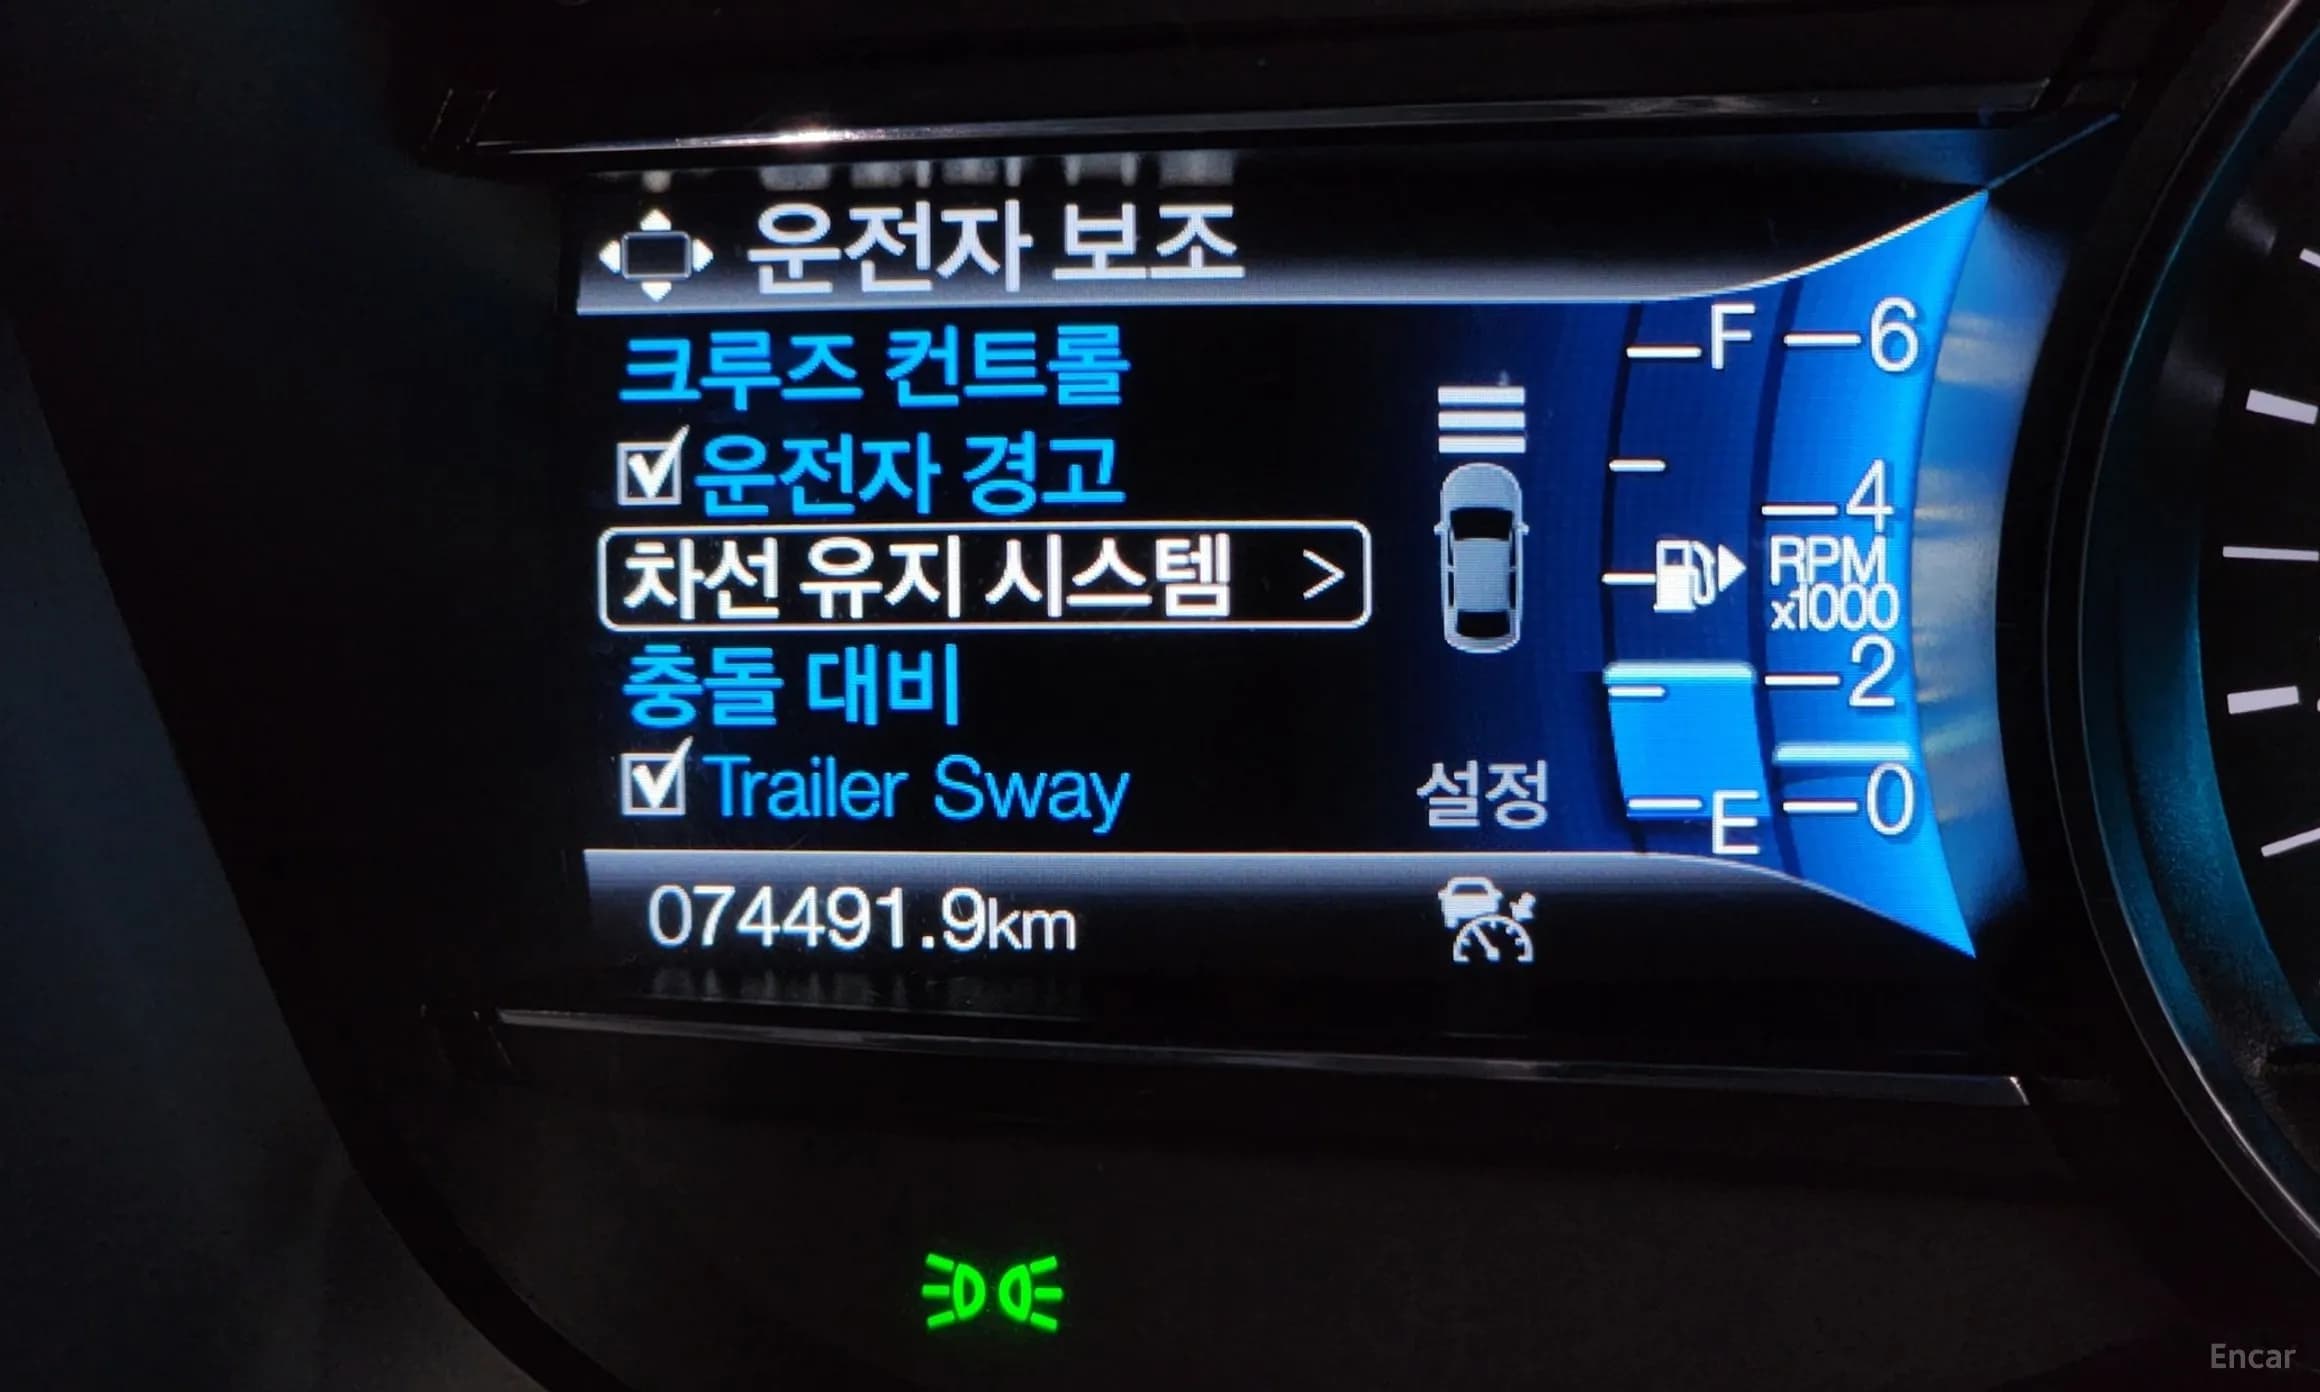 운전자 보조
크루즈 컨트롤
운전자 경고
차선 유지 시스템 >
충돌 대비
Trailer Sway
설정
F
E
6
4
RPM
x1000
2
0
074491.9km
Encar